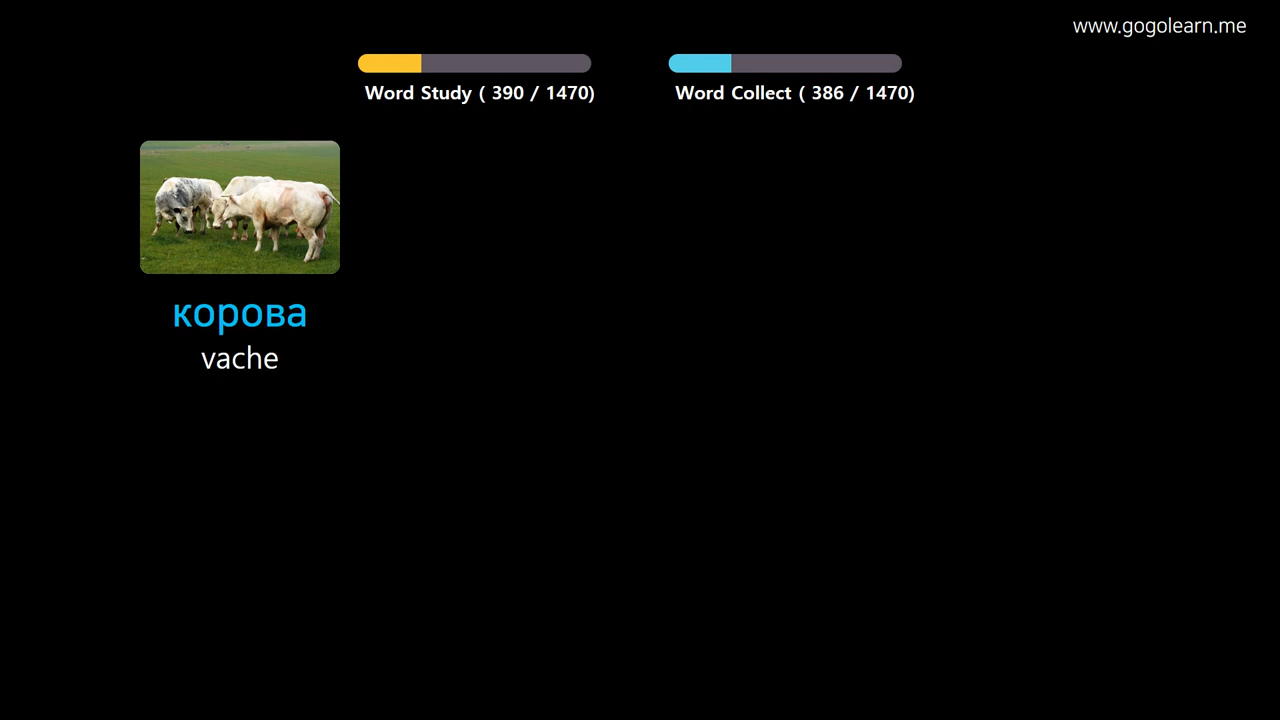 www.gogolearn.me
Word Study ( 390 / 1470)
Word Collect ( 386 / 1470)
корова
vache